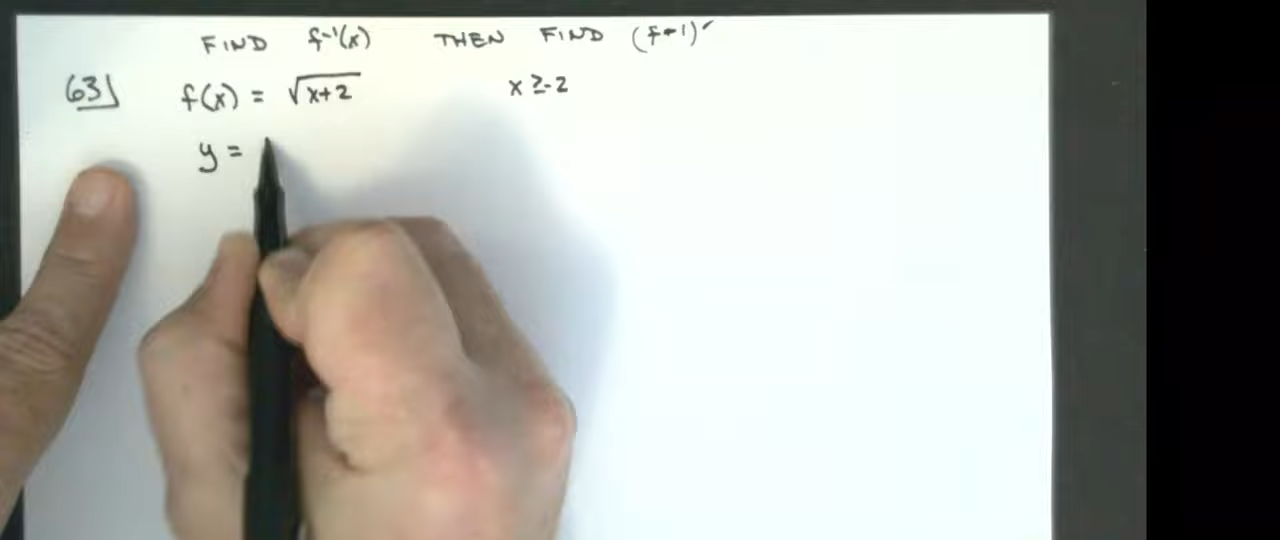 FIND f⁻¹(x) THEN FIND (f⁻¹)′
63) f(x) = √x+2 x ≥ -2
y =